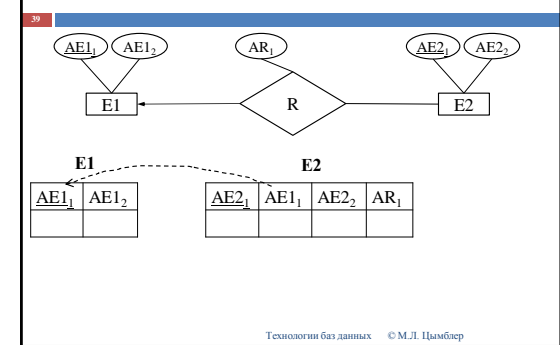 39
AE1₁ AE1₂ AR₁ AE2₁ AE2₂
E1 R E2
E1 E2
AE1₁ AE1₂ AE2₁ AE1₁ AE2₂ AR₁
Технологии баз данных © М.Л. Цымблер